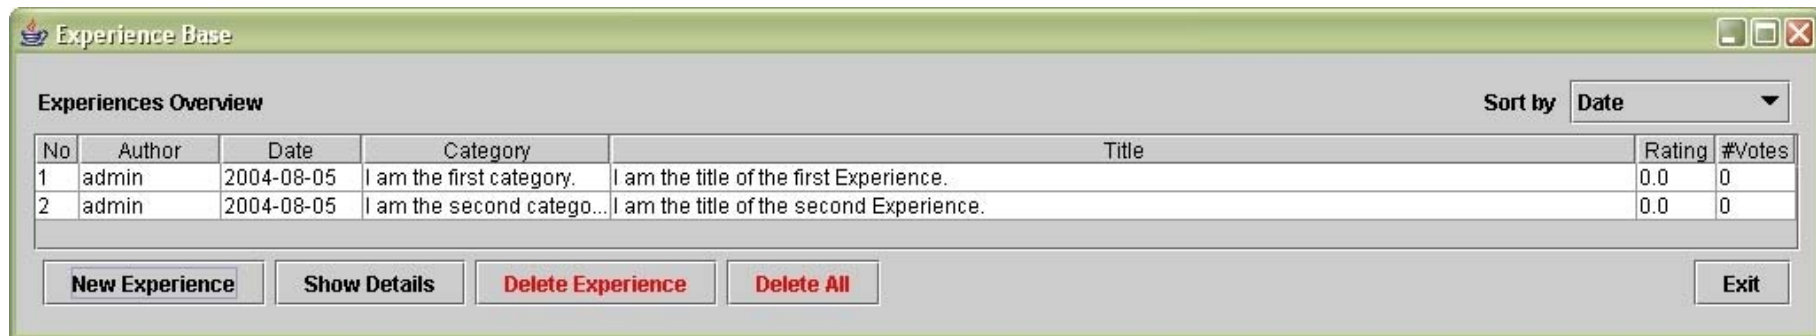 Experience Base
Experiences Overview Sort by Date
No Author Date Category Title Rating #Votes
1 admin 2004-08-05 I am the first category. I am the title of the first Experience. 0.0 0
2 admin 2004-08-05 I am the second catego... I am the title of the second Experience. 0.0 0
New Experience Show Details Delete Experience Delete All Exit